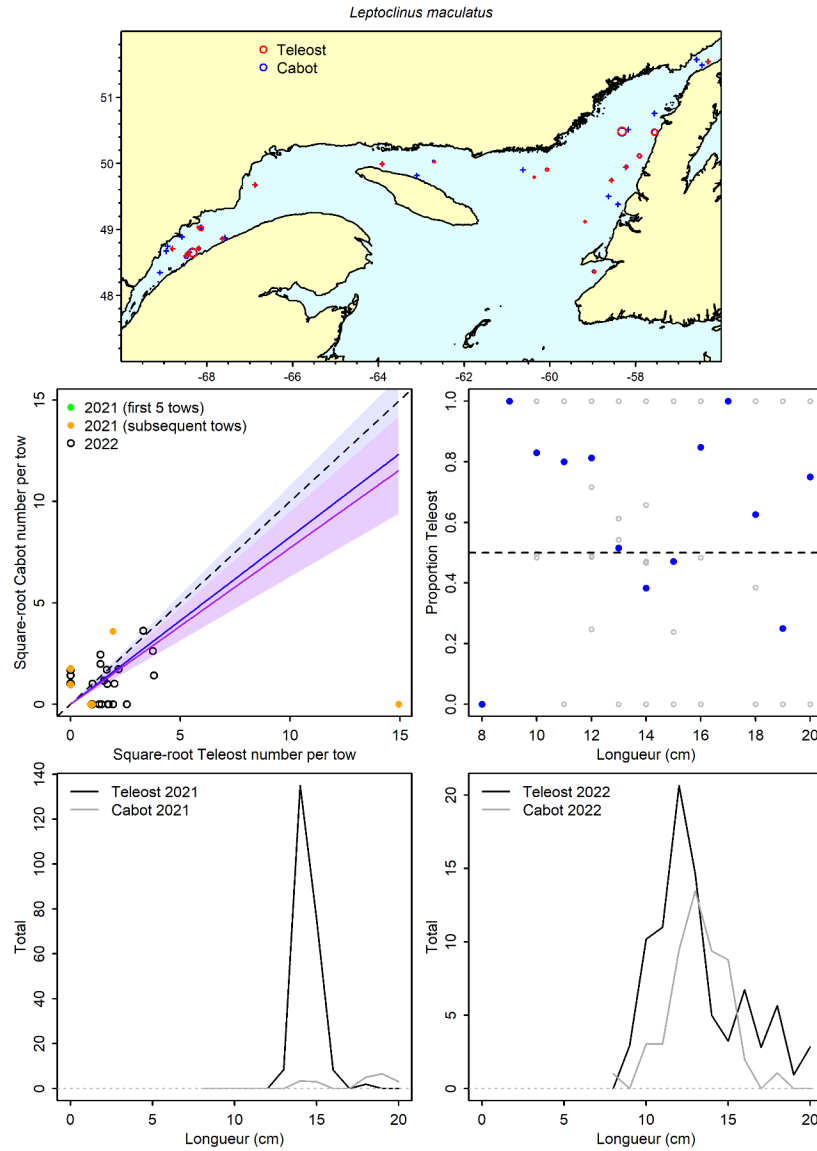 Leptoclinus maculatus
Teleost
Cabot
51
50
49
48
-68 -66 -64 -62 -60 -58
2021 (first 5 tows)
2021 (subsequent tows)
2022
Square-root Cabot number per tow
0 5 10 15
0 5 10 15
Square-root Teleost number per tow
Proportion Teleost
0.0 0.2 0.4 0.6 0.8 1.0
8 10 12 14 16 18 20
Longueur (cm)
Teleost 2021
Cabot 2021
Total
0 20 40 60 80 100 120 140
0 5 10 15 20
Longueur (cm)
Teleost 2022
Cabot 2022
Total
0 5 10 15 20
0 5 10 15 20
Longueur (cm)